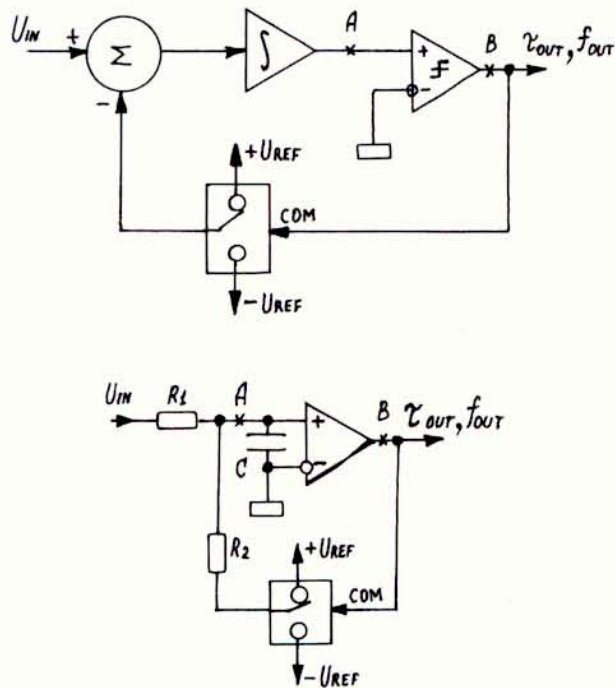 UIN
+
Σ
-
∫
A
+
-
B
τOUT, fOUT
+UREF
COM
-UREF
UIN
R1
A
C
+
-
B
τOUT, fOUT
R2
+UREF
COM
-UREF